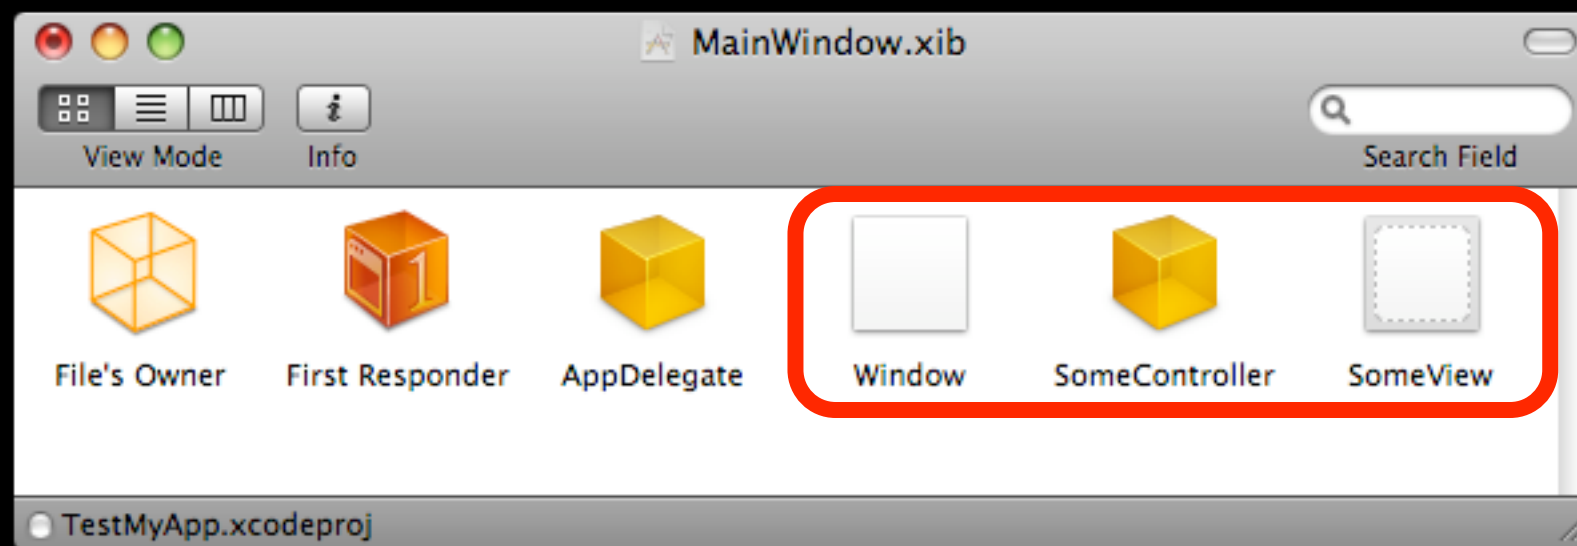 MainWindow.xib
View Mode Info Search Field
File's Owner First Responder AppDelegate Window SomeController SomeView
TestMyApp.xcodeproj